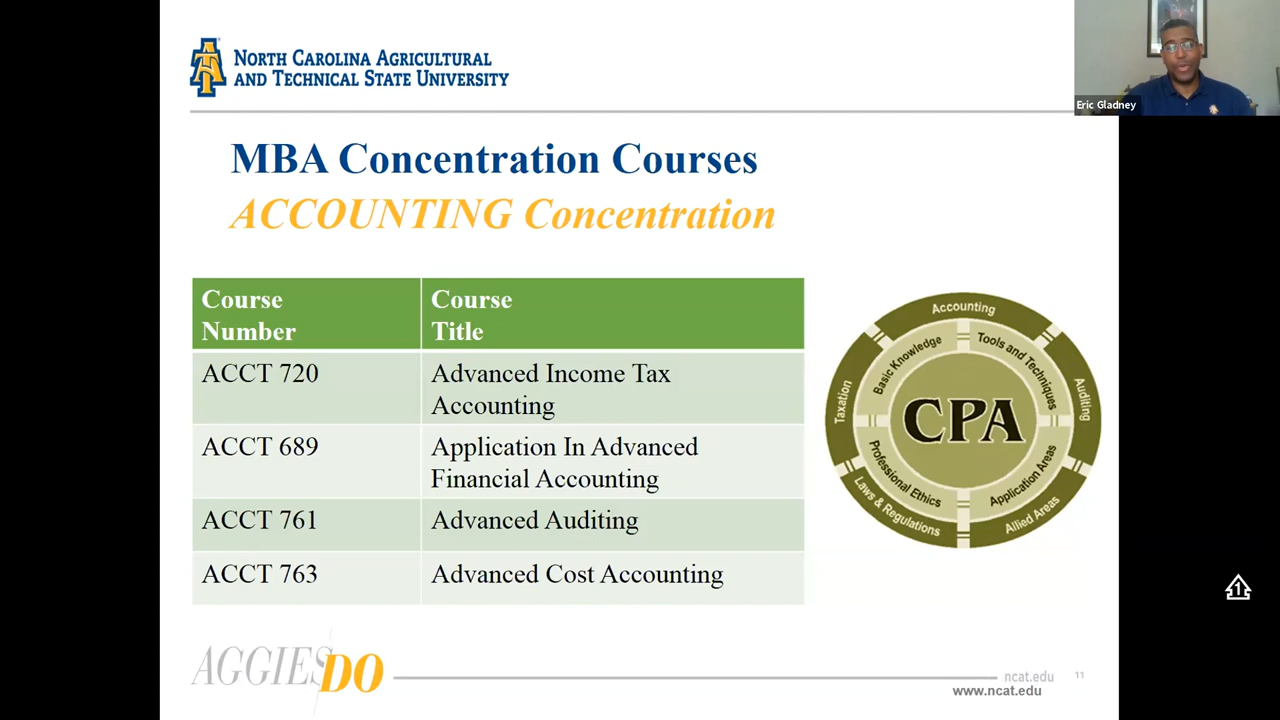 NORTH CAROLINA AGRICULTURAL
AND TECHNICAL STATE UNIVERSITY
Eric Gladney
MBA Concentration Courses
ACCOUNTING Concentration
Course
Number
Course
Title
ACCT 720
Advanced Income Tax
Accounting
ACCT 689
Application In Advanced
Financial Accounting
ACCT 761
Advanced Auditing
ACCT 763
Advanced Cost Accounting
Accounting
Auditing
Allied Areas
Laws & Regulations
Taxation
Basic Knowledge
Tools and Techniques
Application Areas
Professional Ethics
CPA
1
AGGIES DO
ncat.edu
11
www.ncat.edu